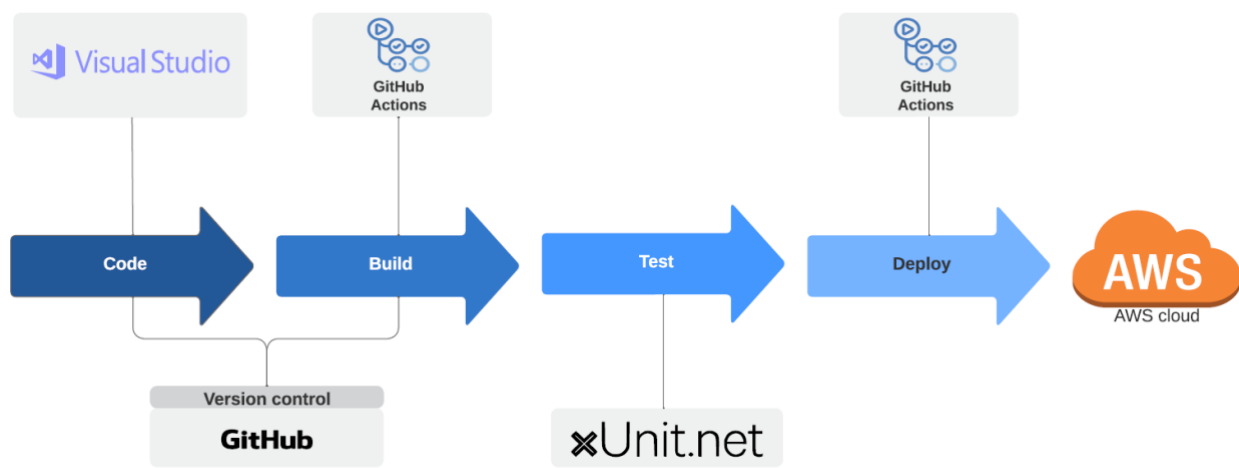 Visual Studio
GitHub
Actions
GitHub
Actions
Code
Build
Test
Deploy
AWS
AWS cloud
Version control
GitHub
xUnit.net